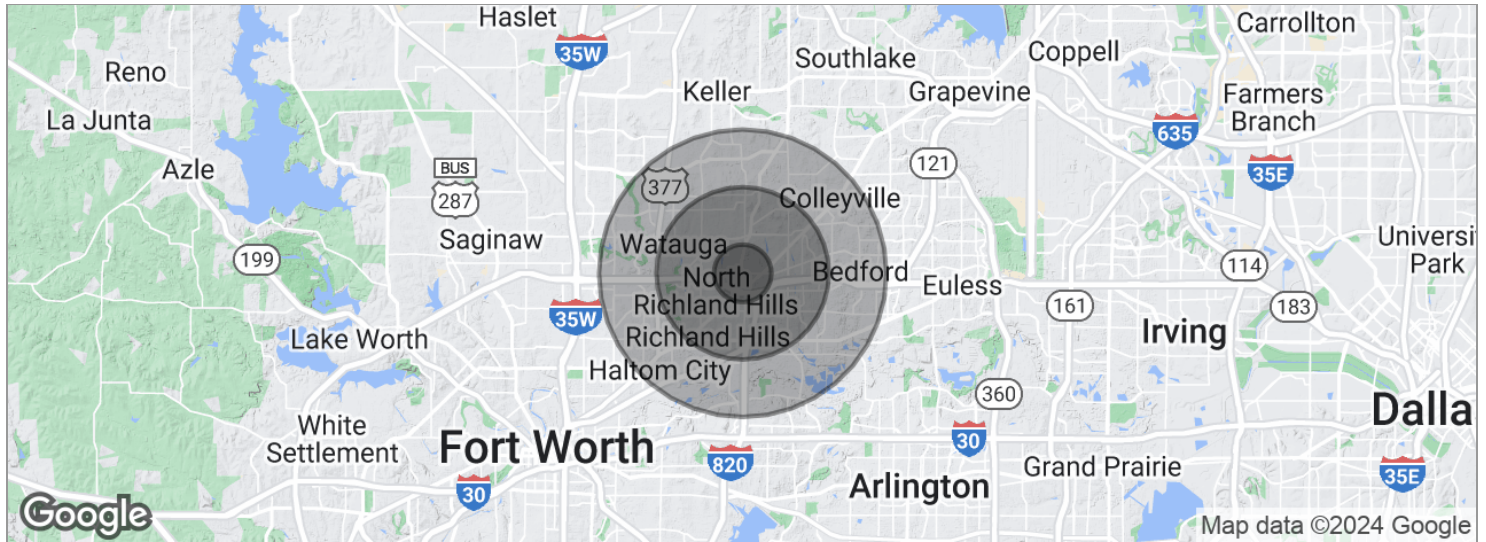 Haslet
Carrollton
35W
Southlake
Coppell
Reno
Keller
Grapevine
Farmers
Branch
La Junta
635
121
Azle
BUS
287
377
35E
Colleyville
Saginaw
Watauga
Universi
Park
199
North
Richland Hills
Bedford
Euless
114
161
183
35W
Lake Worth
Richland Hills
Irving
Haltom City
360
White
Settlement
Fort Worth
30
Dalla
820
Arlington
Grand Prairie
35E
30
Google
Map data ©2024 Google